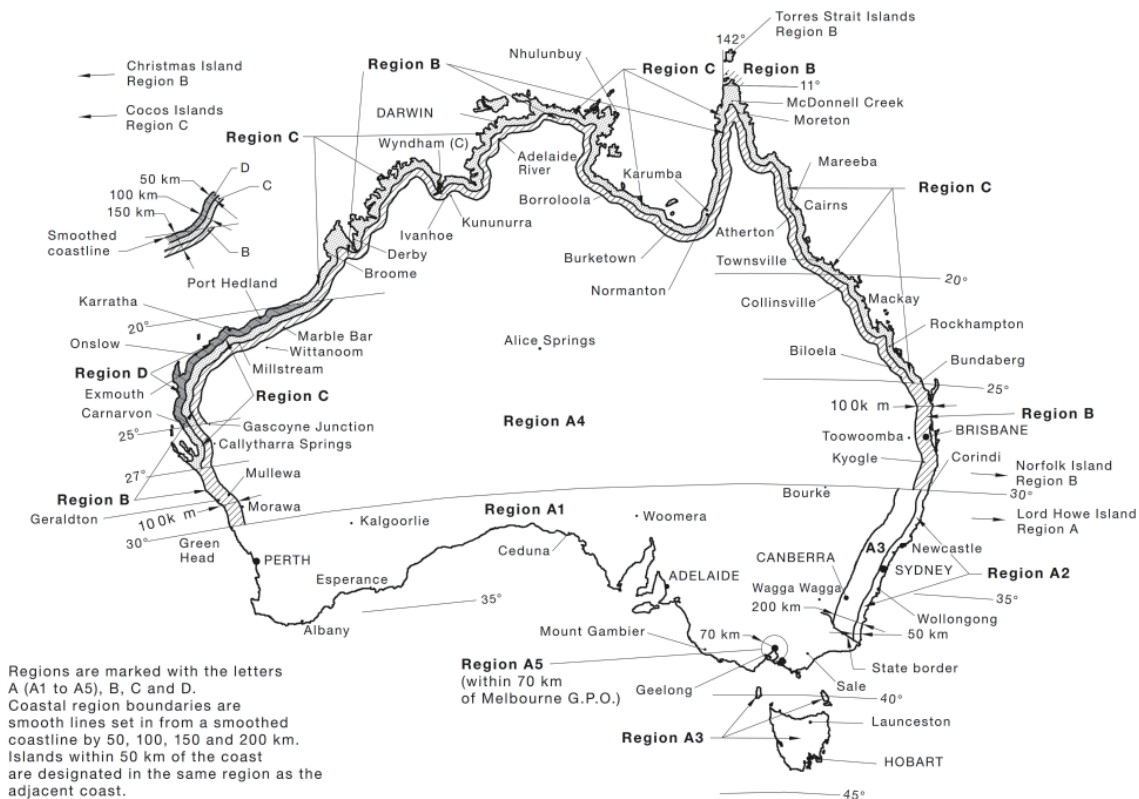 Torres Strait Islands
Region B
142°
Nhulunbuy
Christmas Island
Region B
Region B
Region C
Region B
11°
Cocos Islands
Region C
DARWIN
McDonnell Creek
Moreton
Region C
Wyndham (C)
D
50 km
C
100 km
150 km
Adelaide
River
Karumba
Mareeba
Region C
Smoothed
coastline
B
Borroloola
Cairns
Ivanhoe
Kununurra
Atherton
Derby
Broome
Burketown
Townsville
Port Hedland
20°
Normanton
Collinsville
Karratha
Mackay
20°
Marble Bar
Alice Springs
Rockhampton
Onslow
Wittanoom
Biloela
Bundaberg
Region D
Millstream
Exmouth
25°
Region C
Carnarvon
100k m
Region A4
Region B
25°
Gascoyne Junction
Toowoomba
BRISBANE
Callytharra Springs
Kyogle
Corindi
27°
Mullewa
Norfolk Island
Region B
Region B
Bourke
30°
Geraldton
100k m
Morawa
Region A1
Woomera
Lord Howe Island
Region A
30°
Green
Head
Kalgoorlie
Ceduna
A3
Newcastle
PERTH
CANBERRA
SYDNEY
Region A2
Esperance
ADELAIDE
Wagga Wagga
35°
35°
200 km
Wollongong
Albany
Mount Gambier
70 km
50 km
Region A5
(within 70 km
of Melbourne G.P.O.)
State border
Geelong
Sale
40°
Launceston
Region A3
HOBART
45°
Regions are marked with the letters
A (A1 to A5), B, C and D.
Coastal region boundaries are
smooth lines set in from a smoothed
coastline by 50, 100, 150 and 200 km.
Islands within 50 km of the coast
are designated in the same region as the
adjacent coast.